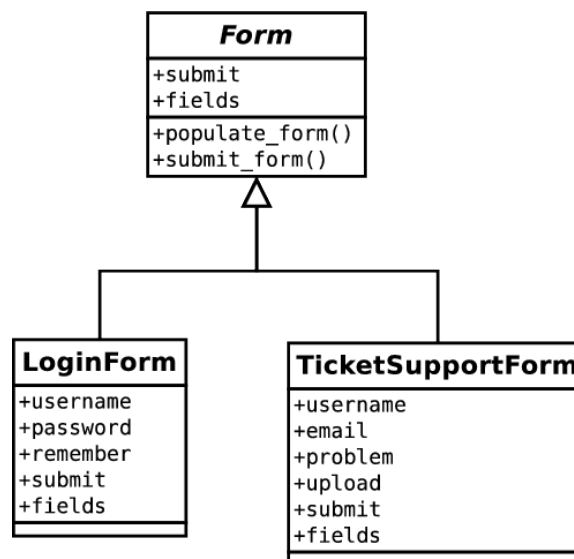 Form
+submit
+fields
+populate_form()
+submit_form()
LoginForm
+username
+password
+remember
+submit
+fields
TicketSupportForm
+username
+email
+problem
+upload
+submit
+fields